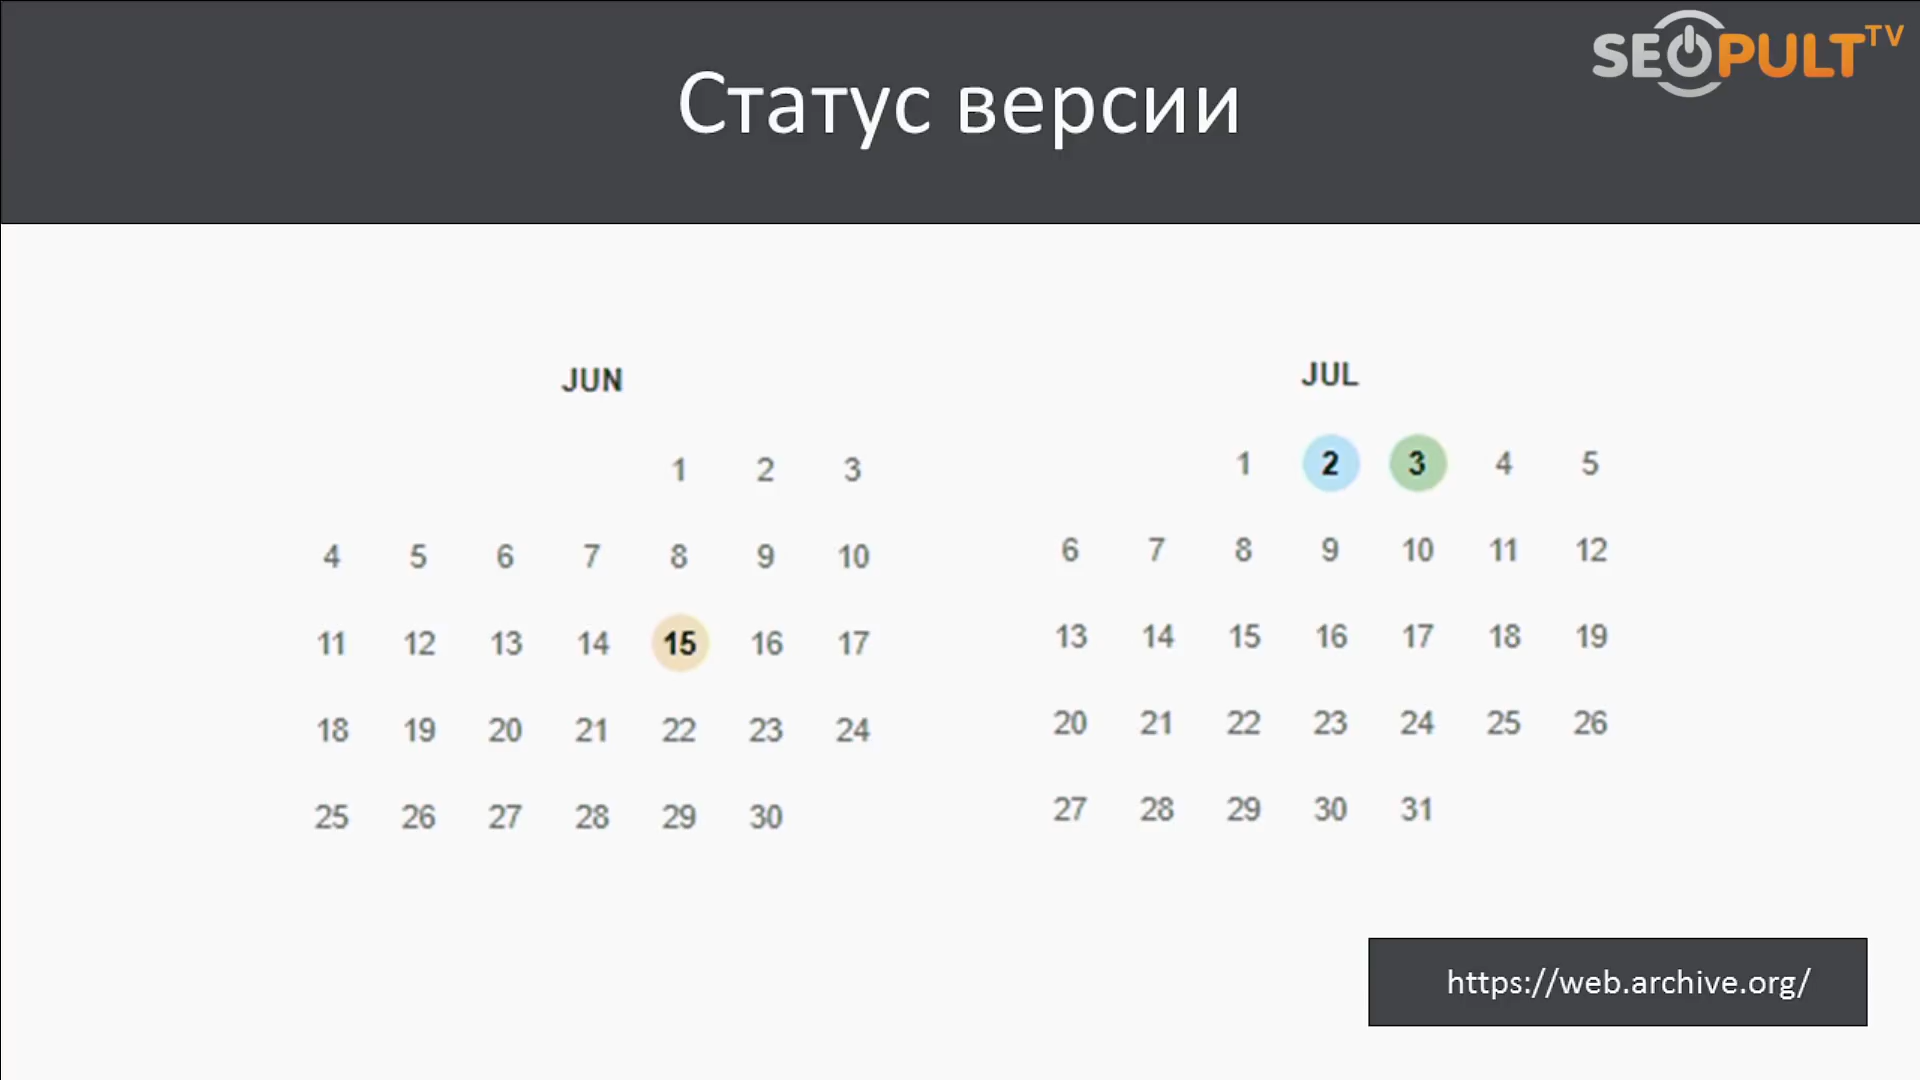 SEOPULT TV
Статус версии
JUN
1 2 3
4 5 6 7 8 9 10
11 12 13 14 15 16 17
18 19 20 21 22 23 24
25 26 27 28 29 30
JUL
1 2 3 4 5
6 7 8 9 10 11 12
13 14 15 16 17 18 19
20 21 22 23 24 25 26
27 28 29 30 31
https://web.archive.org/